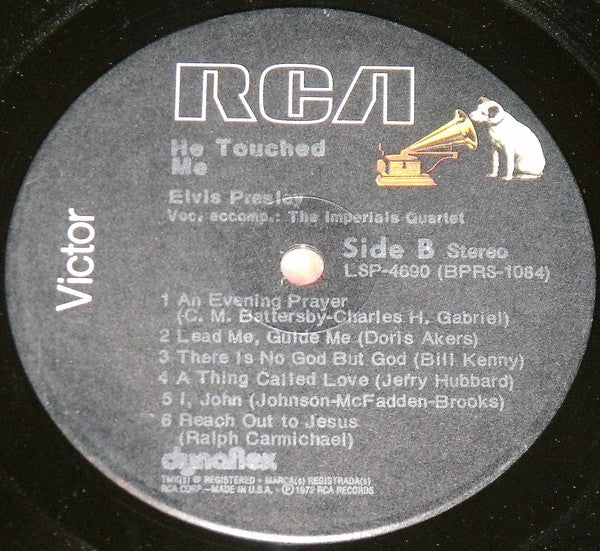 RCA
He Touched
Me
Elvis Presley
Voc. accomp.: The Imperials Quartet
Victor
Side B Stereo
LSP-4690 (BPRS-1084)
1 An Evening Prayer
(C. M. Battersby-Charles H. Gabriel)
2 Lead Me, Guide Me (Doris Akers)
3 There Is No God But God (Bill Kenny)
4 A Thing Called Love (Jerry Hubbard)
5 I, John (Johnson-McFadden-Brooks)
6 Reach Out to Jesus
(Ralph Carmichael)
dynaflex
TMK(S) ® REGISTERED • MARCA(S) REGISTRADA(S)
RCA CORP.—MADE IN U.S.A. • ℗ 1972 RCA RECORDS